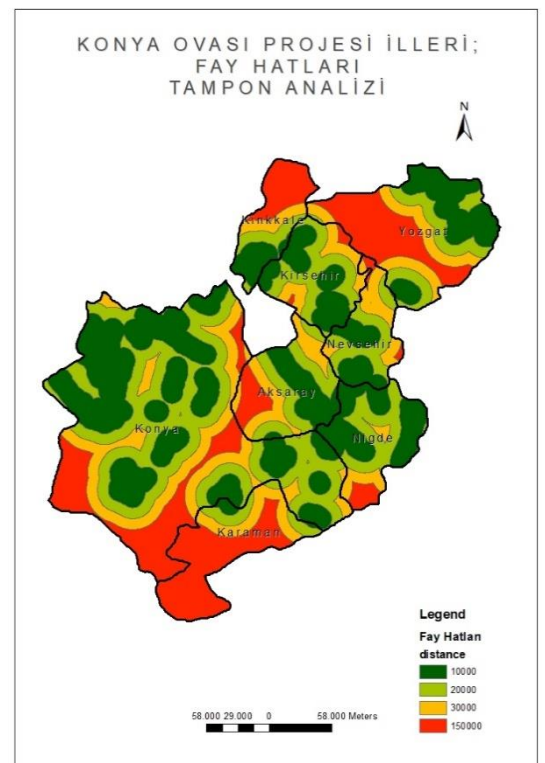 KONYA OVASI PROJESİ İLLERİ;
FAY HATLARI
TAMPON ANALİZİ
N
Kırıkkale
Yozgat
Kırşehir
Nevşehir
Aksaray
Konya
Niğde
Karaman
Legend
Fay Hatları
distance
10000
20000
30000
150000
58.000 29.000 0 58.000 Meters